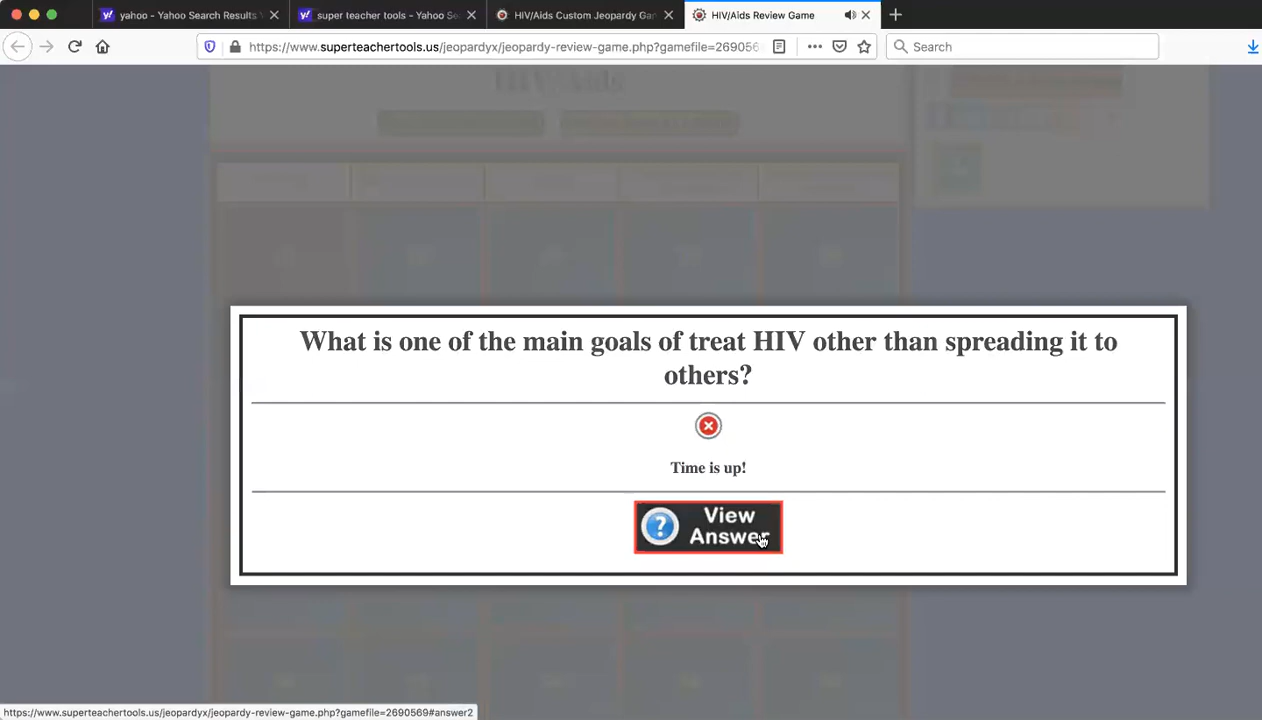 yahoo - Yahoo Search Results
super teacher tools - Yahoo Se
HIV/Aids Custom Jeopardy Ga
HIV/Aids Review Game
https://www.superteachertools.us/jeopardyx/jeopardy-review-game.php?gamefile=269056
Search
HIV/Aids
What is one of the main goals of treat HIV other than spreading it to
others?
Time is up!
View
Answer
https://www.superteachertools.us/jeopardyx/jeopardy-review-game.php?gamefile=2690569#answer2